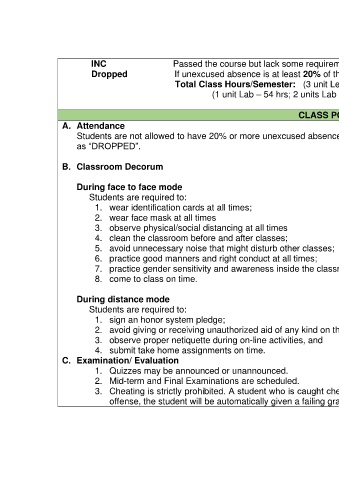 INC Passed the course but lack some requirem
Dropped If unexcused absence is at least 20% of th
Total Class Hours/Semester: (3 unit Le
(1 unit Lab – 54 hrs; 2 units Lab
CLASS PO
A. Attendance
Students are not allowed to have 20% or more unexcused absence
as “DROPPED”.
B. Classroom Decorum
During face to face mode
Students are required to:
1. wear identification cards at all times;
2. wear face mask at all times
3. observe physical/social distancing at all times
4. clean the classroom before and after classes;
5. avoid unnecessary noise that might disturb other classes;
6. practice good manners and right conduct at all times;
7. practice gender sensitivity and awareness inside the classr
8. come to class on time.
During distance mode
Students are required to:
1. sign an honor system pledge;
2. avoid giving or receiving unauthorized aid of any kind on th
3. observe proper netiquette during on-line activities, and
4. submit take home assignments on time.
C. Examination/ Evaluation
1. Quizzes may be announced or unannounced.
2. Mid-term and Final Examinations are scheduled.
3. Cheating is strictly prohibited. A student who is caught che
offense, the student will be automatically given a failing gra